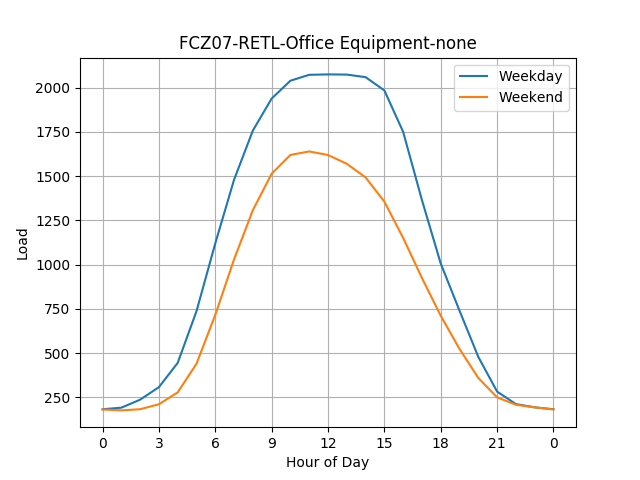 FCZ07-RETL-Office Equipment-none
Weekday
Weekend
Load
2000
1750
1500
1250
1000
750
500
250
0 3 6 9 12 15 18 21 0
Hour of Day